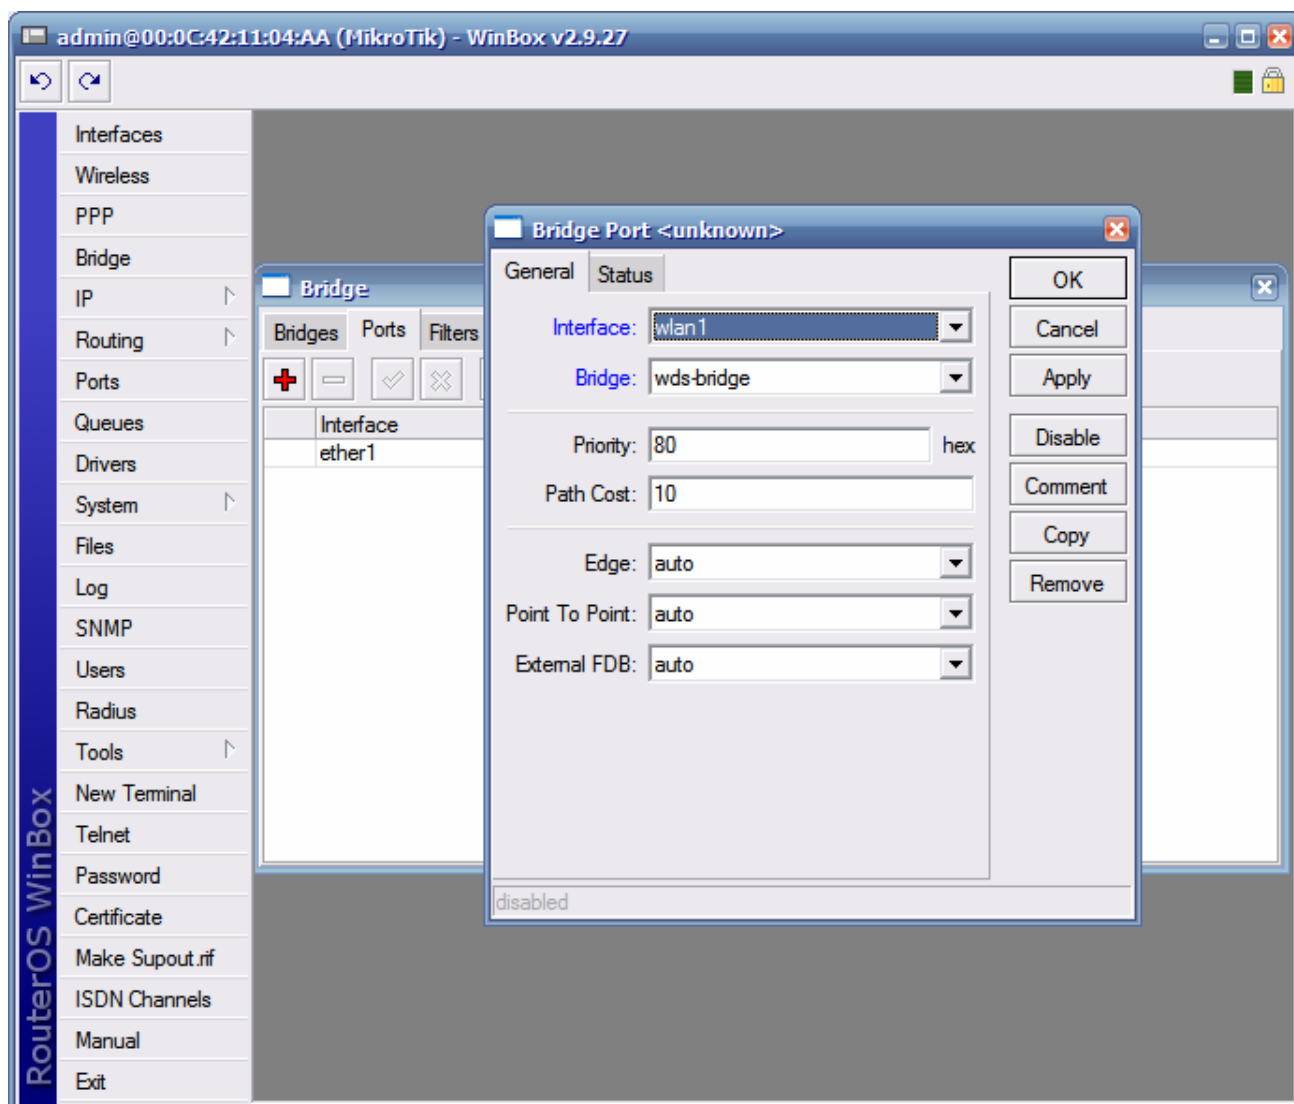 admin@00:0C:42:11:04:AA (MikroTik) - WinBox v2.9.27
Interfaces
Wireless
PPP
Bridge
IP
Routing
Ports
Queues
Drivers
System
Files
Log
SNMP
Users
Radius
Tools
New Terminal
Telnet
Password
Certificate
Make Supout.rif
ISDN Channels
Manual
Exit
RouterOS WinBox
Bridge
Bridges Ports Filters
Interface
ether1
Bridge Port <unknown>
General Status
Interface: wlan1
Bridge: wds-bridge
Priority: 80 hex
Path Cost: 10
Edge: auto
Point To Point: auto
External FDB: auto
OK
Cancel
Apply
Disable
Comment
Copy
Remove
disabled